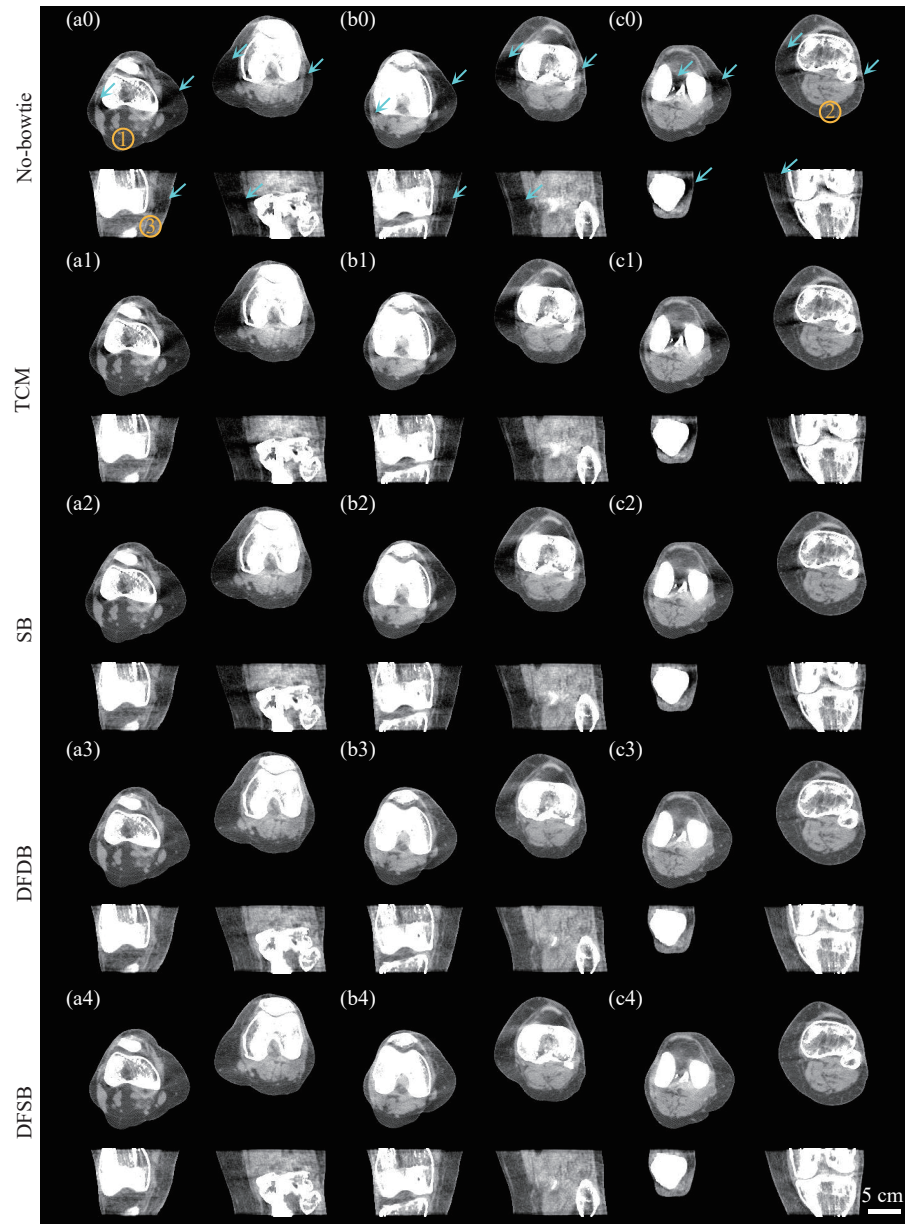 No-bowtie
(a0)
(b0)
(c0)
1
2
3
TCM
(a1)
(b1)
(c1)
SB
(a2)
(b2)
(c2)
DFDB
(a3)
(b3)
(c3)
DFSB
(a4)
(b4)
(c4)
5 cm